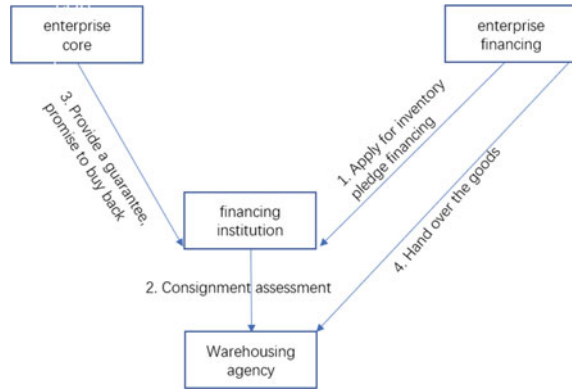 enterprise
core
enterprise
financing
3. Provide a guarantee,
promise to buy back
1. Apply for inventory
pledge financing
4. Hand over the goods
financing
institution
2. Consignment assessment
Warehousing
agency